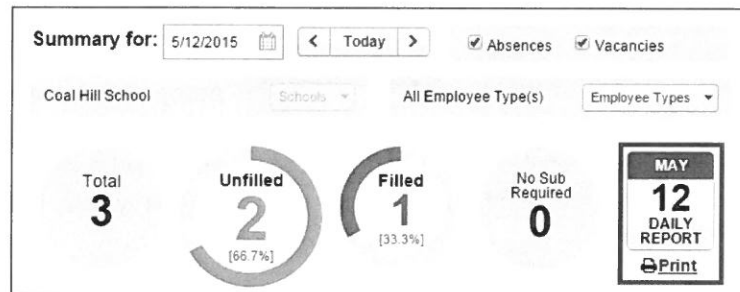 Summary for: 5/12/2015 < Today > Absences Vacancies
Coal Hill School Schools All Employee Type(s) Employee Types
Total
3
Unfilled
2
[66.7%]
Filled
1
[33.3%]
No Sub
Required
0
MAY
12
DAILY
REPORT
Print